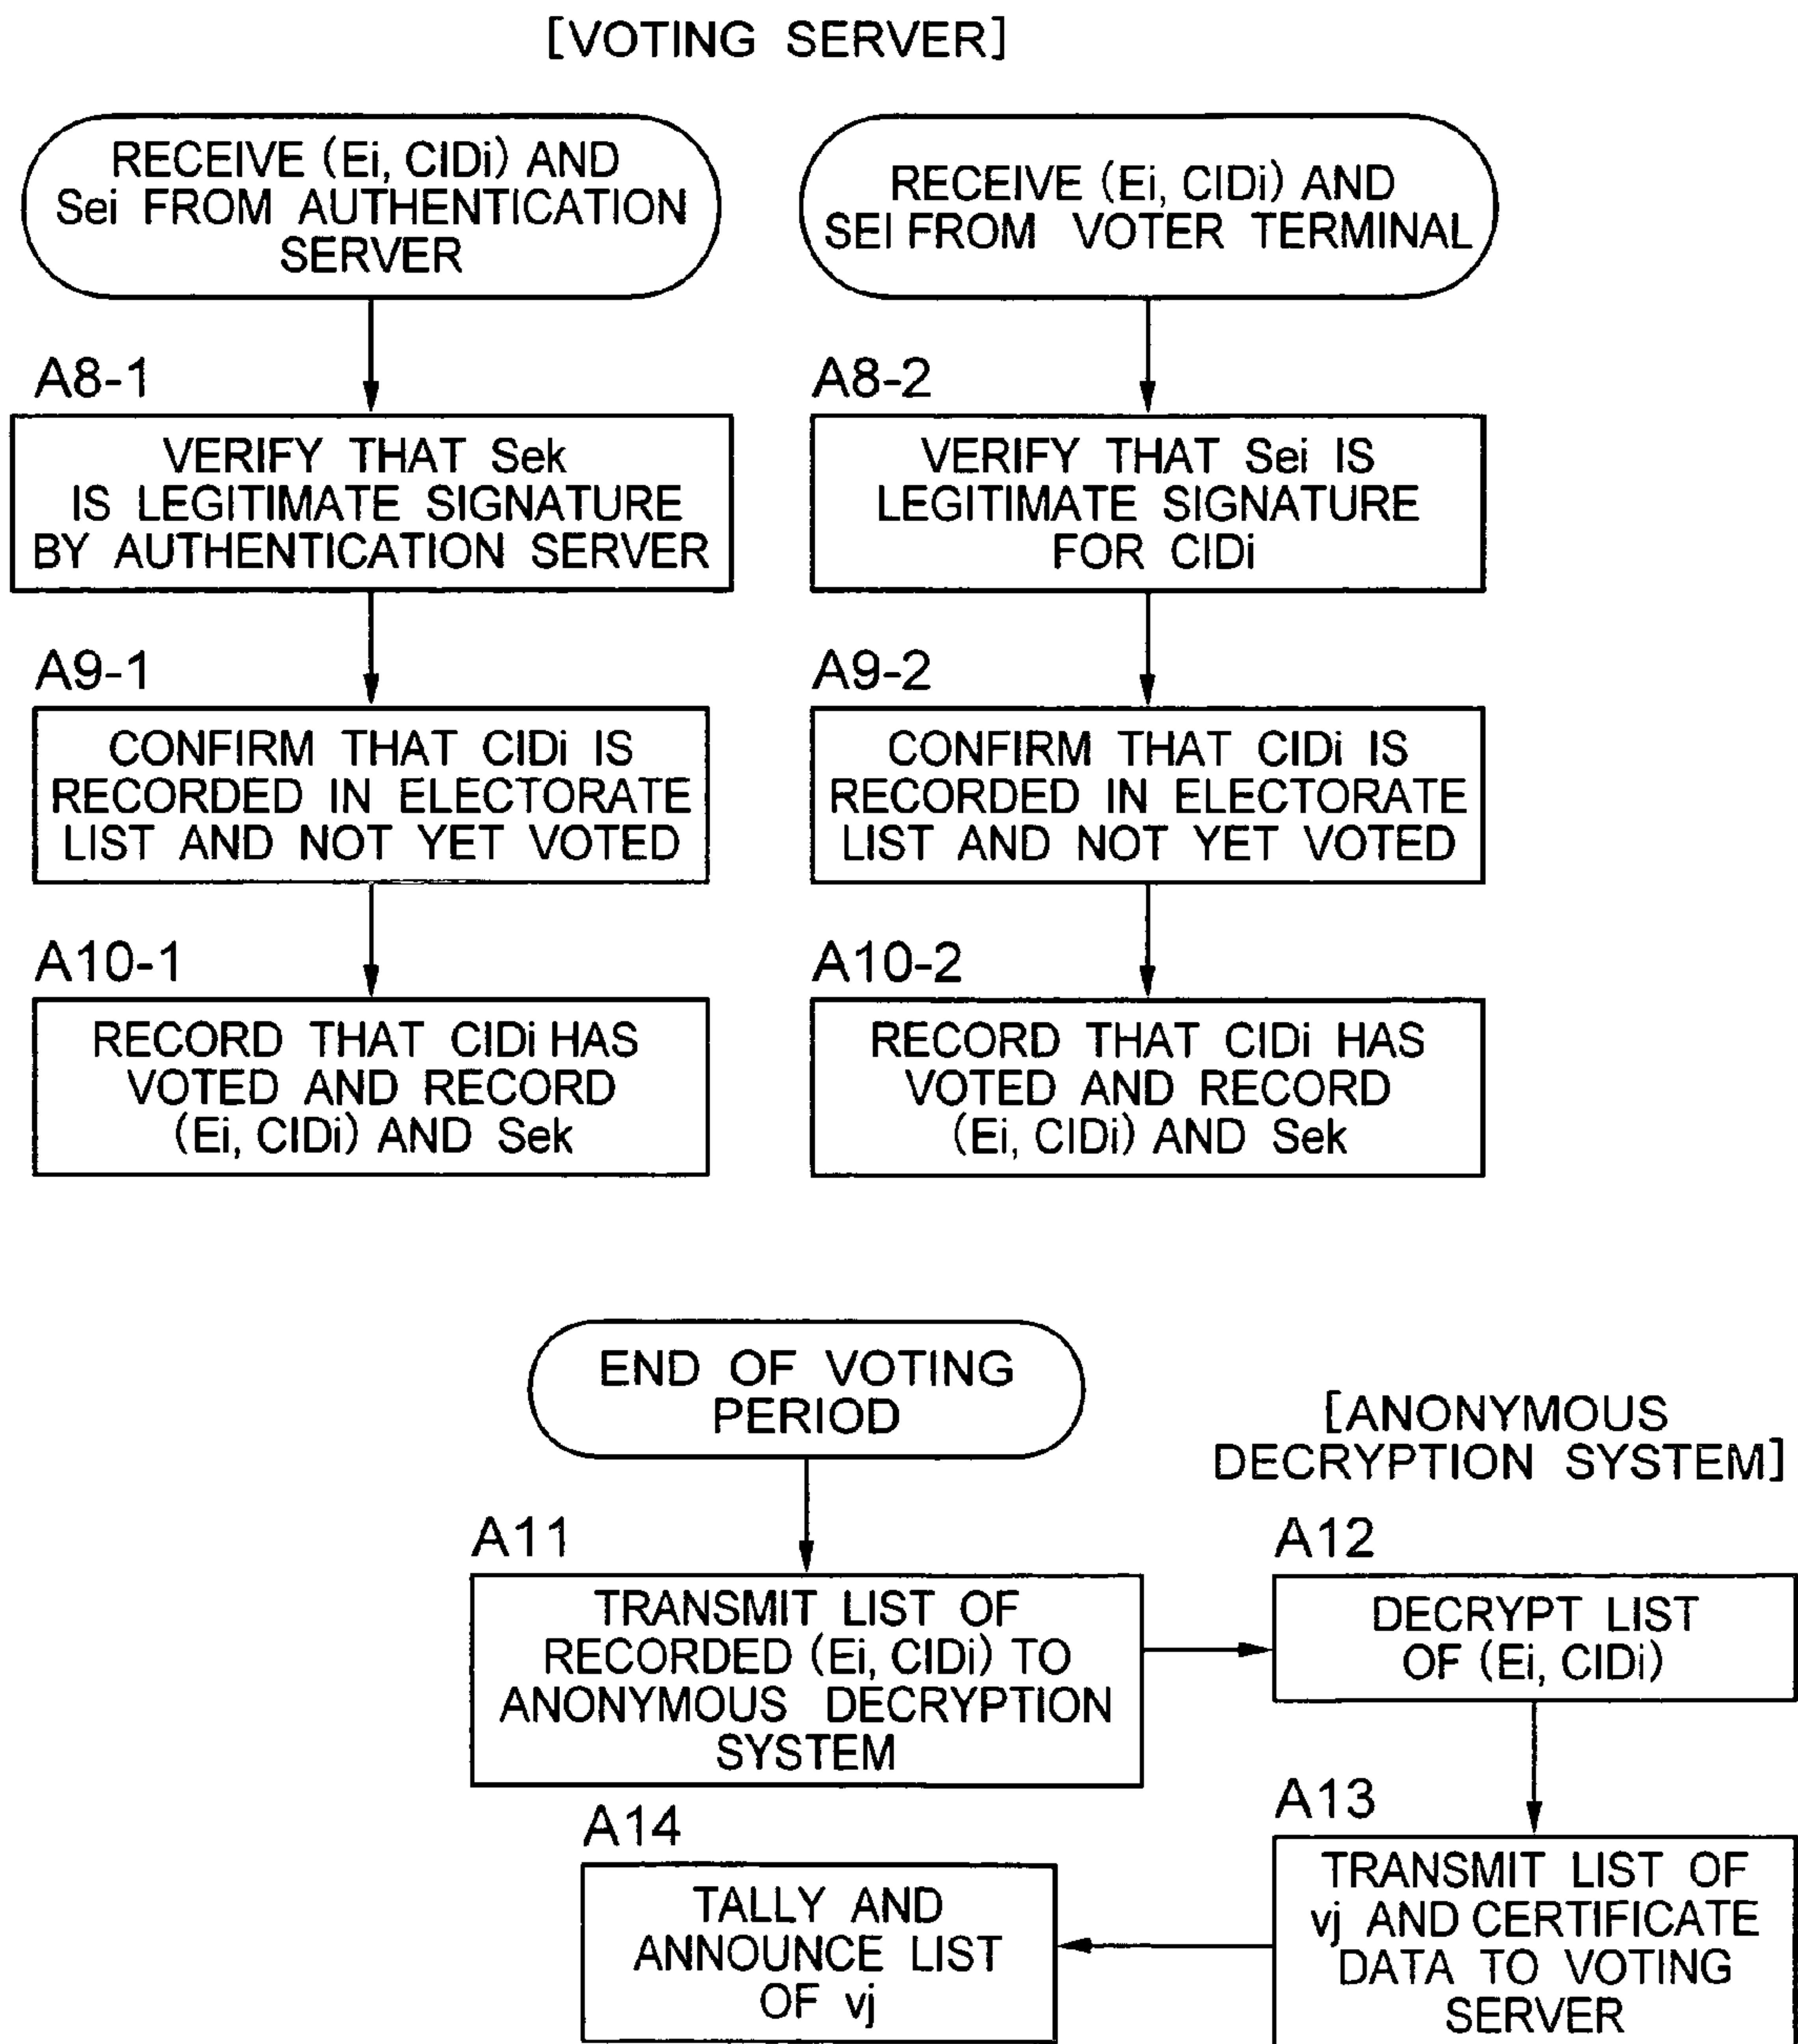 [VOTING SERVER]
RECEIVE (Ei, CIDi) AND
Sei FROM AUTHENTICATION
SERVER
RECEIVE (Ei, CIDi) AND
SEI FROM VOTER TERMINAL
A8-1
VERIFY THAT Sek
IS LEGITIMATE SIGNATURE
BY AUTHENTICATION SERVER
A8-2
VERIFY THAT Sei IS
LEGITIMATE SIGNATURE
FOR CIDi
A9-1
CONFIRM THAT CIDi IS
RECORDED IN ELECTORATE
LIST AND NOT YET VOTED
A9-2
CONFIRM THAT CIDi IS
RECORDED IN ELECTORATE
LIST AND NOT YET VOTED
A10-1
RECORD THAT CIDi HAS
VOTED AND RECORD
(Ei, CIDi) AND Sek
A10-2
RECORD THAT CIDi HAS
VOTED AND RECORD
(Ei, CIDi) AND Sek
END OF VOTING
PERIOD
[ANONYMOUS
DECRYPTION SYSTEM]
A11
TRANSMIT LIST OF
RECORDED (Ei, CIDi) TO
ANONYMOUS DECRYPTION
SYSTEM
A12
DECRYPT LIST
OF (Ei, CIDi)
A13
TRANSMIT LIST OF
vj AND CERTIFICATE
DATA TO VOTING
SERVER
A14
TALLY AND
ANNOUNCE LIST
OF vj